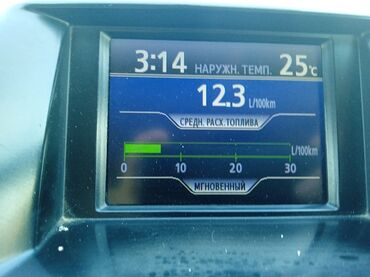 3:14 НАРУЖН. ТЕМП. 25°C
12.3 L/100km
СРЕДН. РАСХ. ТОПЛИВА
L/100km
0 10 20 30
МГНОВЕННЫЙ